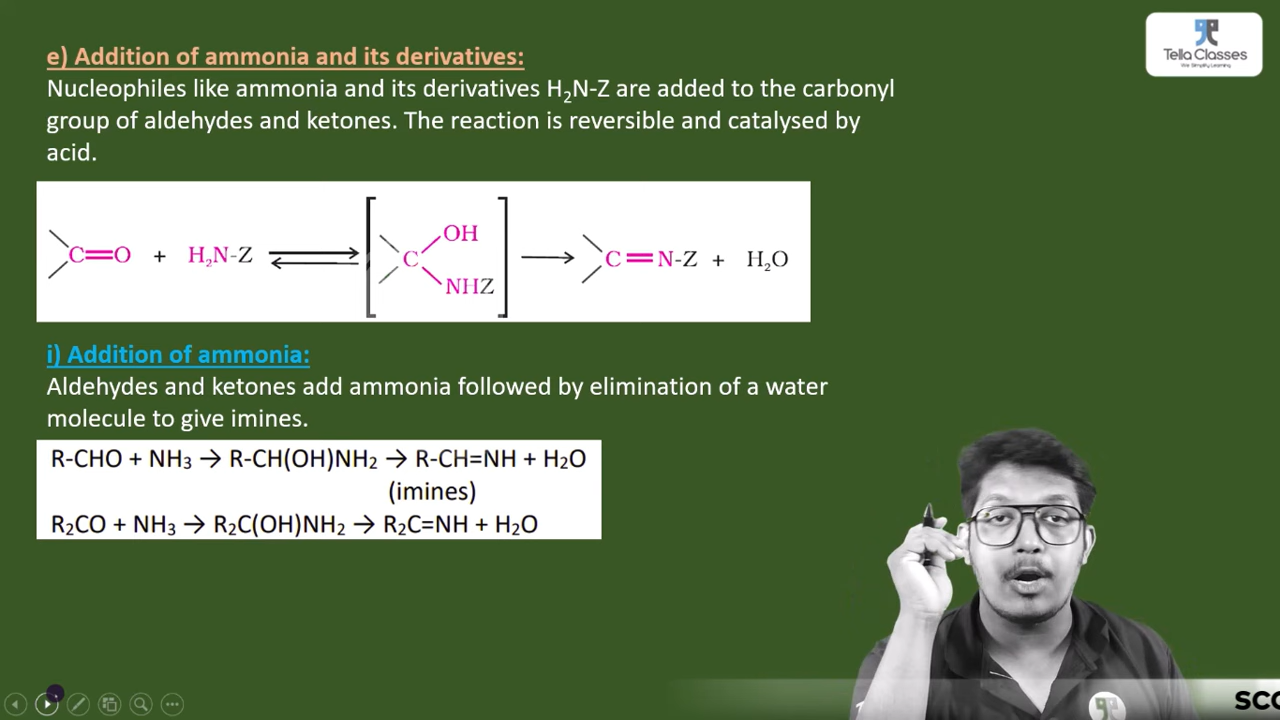 e) Addition of ammonia and its derivatives:
Tella Classes
We Simplify Learning
Nucleophiles like ammonia and its derivatives H₂N-Z are added to the carbonyl
group of aldehydes and ketones. The reaction is reversible and catalysed by
acid.
OH
C=O + H₂N-Z ⇌ C → C=N-Z + H₂O
NHZ
i) Addition of ammonia:
Aldehydes and ketones add ammonia followed by elimination of a water
molecule to give imines.
R-CHO + NH₃ → R-CH(OH)NH₂ → R-CH=NH + H₂O
(imines)
R₂CO + NH₃ → R₂C(OH)NH₂ → R₂C=NH + H₂O
SCO